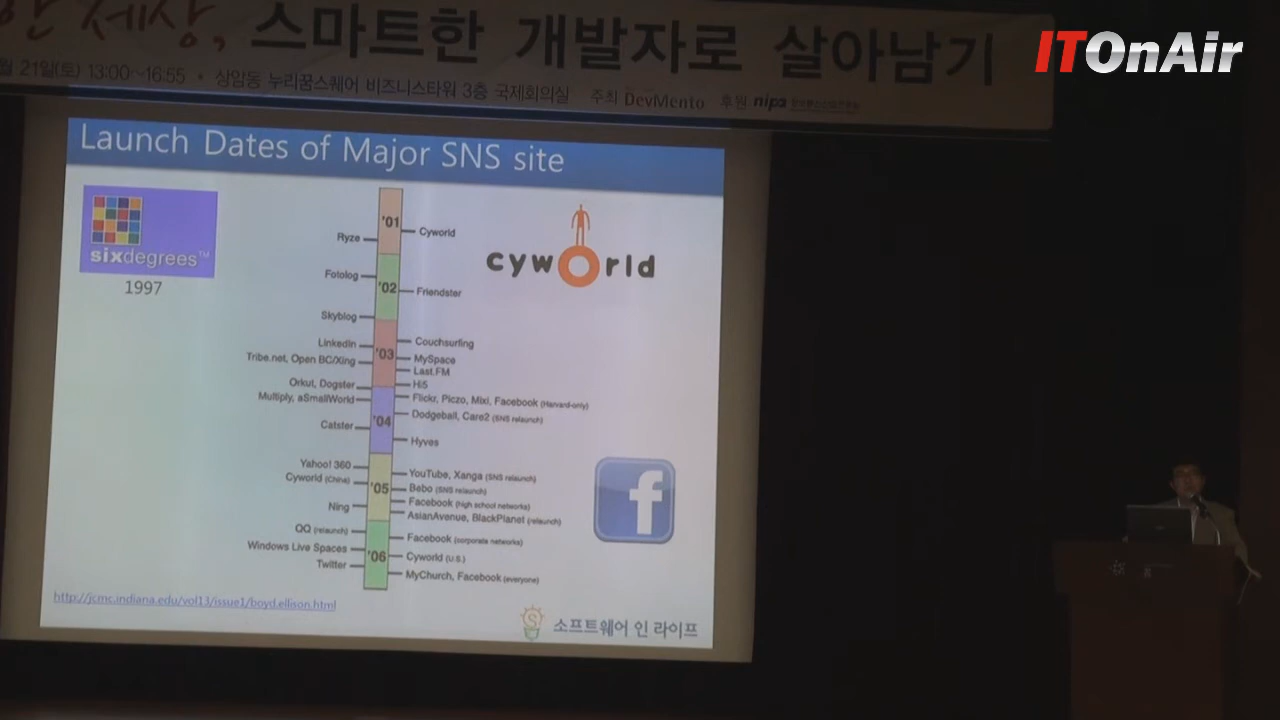 한 세상, 스마트한 개발자로 살아남기
ITOnAir
월 21일(토) 13:00~16:55 • 상암동 누리꿈스퀘어 비즈니스타워 3층 국제회의실 주최 DevMento 후원 nipa
Launch Dates of Major SNS site
sixdegrees™
1997
cyworld
'01
Ryze
Cyworld
Fotolog
'02
Friendster
Skyblog
LinkedIn
Couchsurfing
'03
Tribe.net, Open BC/Xing
MySpace
Last.FM
Orkut, Dogster
Hi5
Multiply, aSmallWorld
Flickr, Piczo, Mixi, Facebook (Harvard-only)
'04
Dodgeball, Care2 (SNS relaunch)
Catster
Hyves
Yahoo! 360
YouTube, Xanga (SNS relaunch)
Cyworld (China)
'05
Bebo (SNS relaunch)
Facebook (high school networks)
Ning
AsianAvenue, BlackPlanet (relaunch)
QQ (relaunch)
Facebook (corporate networks)
Windows Live Spaces
'06
Cyworld (U.S.)
Twitter
MyChurch, Facebook (everyone)
f
http://jcmc.indiana.edu/vol13/issue1/boyd.ellison.html
S
소프트웨어 인 라이프